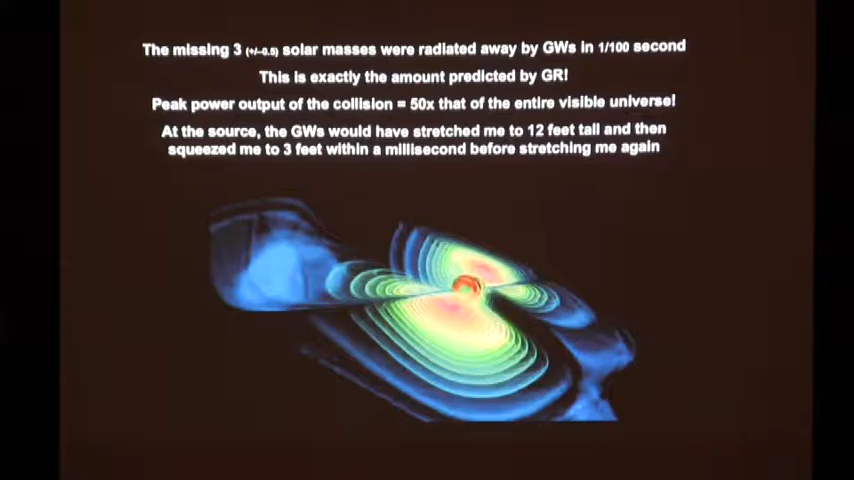 The missing 3 (+/–0.5) solar masses were radiated away by GWs in 1/100 second
This is exactly the amount predicted by GR!
Peak power output of the collision = 50x that of the entire visible universe!
At the source, the GWs would have stretched me to 12 feet tall and then
squeezed me to 3 feet within a millisecond before stretching me again